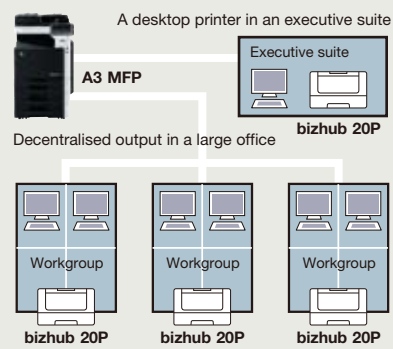 A desktop printer in an executive suite
Executive suite
A3 MFP
bizhub 20P
Decentralised output in a large office
Workgroup
Workgroup
Workgroup
bizhub 20P
bizhub 20P
bizhub 20P